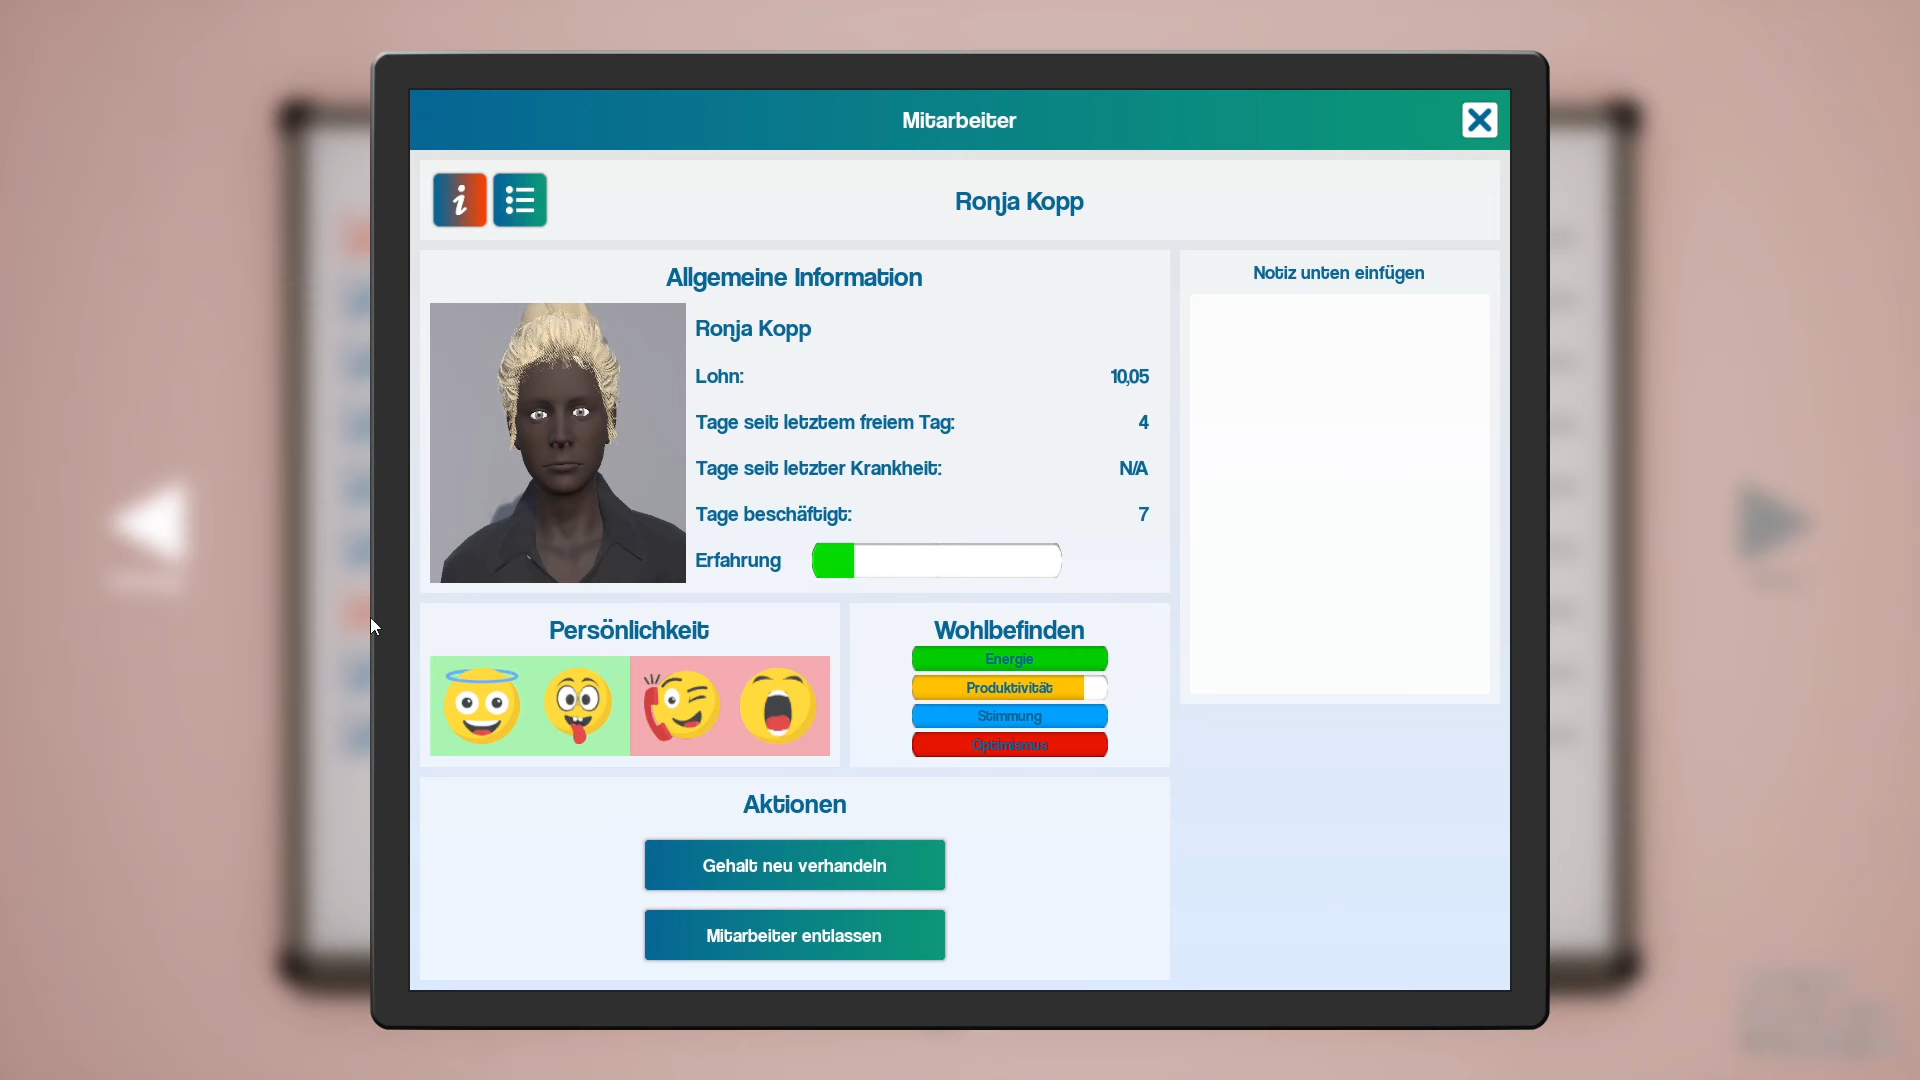 Mitarbeiter
Ronja Kopp
Allgemeine Information
Ronja Kopp
Lohn: 10,05
Tage seit letztem freiem Tag: 4
Tage seit letzter Krankheit: N/A
Tage beschäftigt: 7
Erfahrung
Notiz unten einfügen
Persönlichkeit
Wohlbefinden
Energie
Produktivität
Stimmung
Optimismus
Aktionen
Gehalt neu verhandeln
Mitarbeiter entlassen